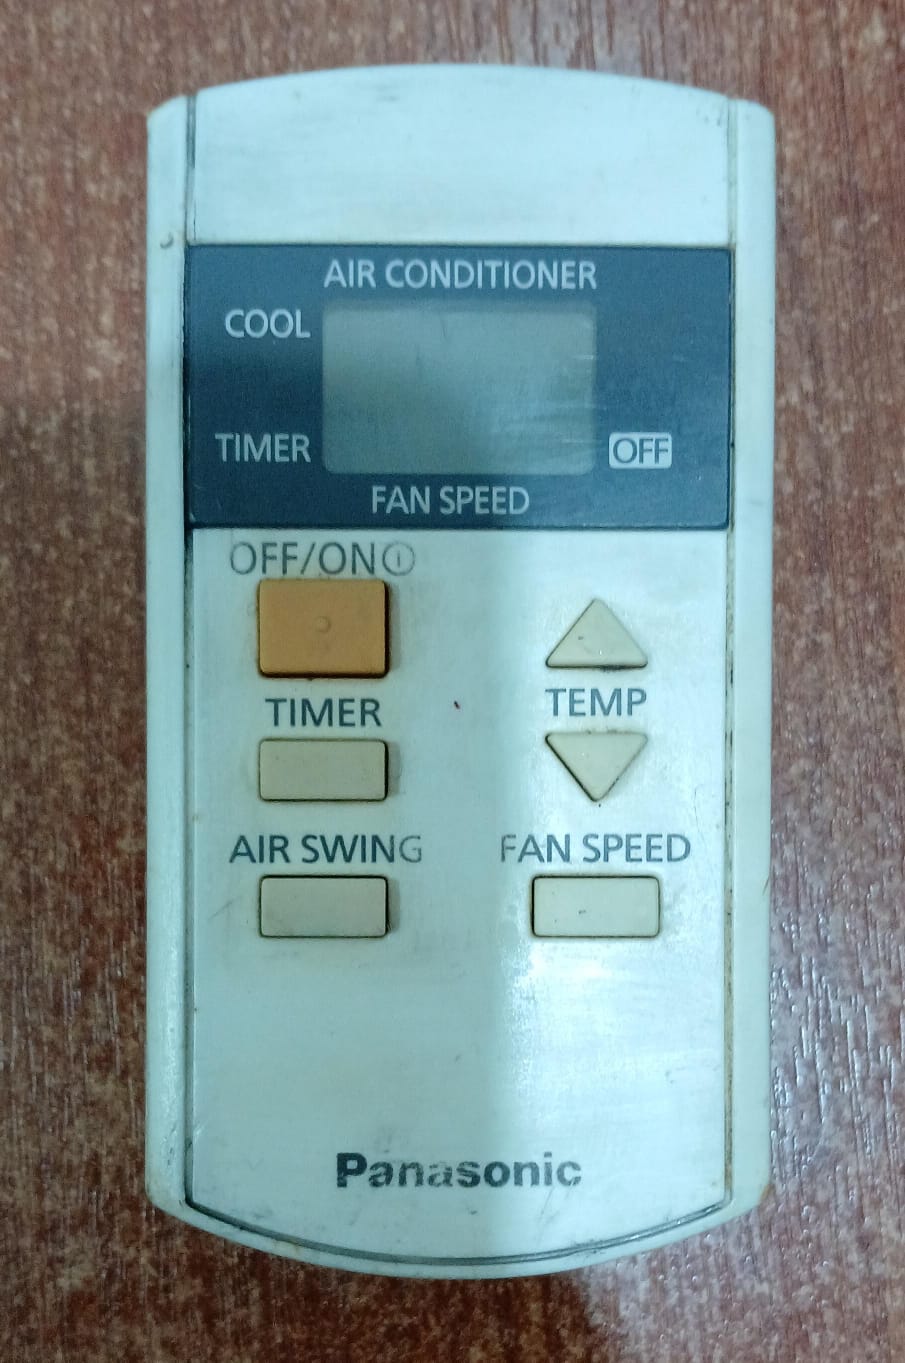 AIR CONDITIONER
COOL
TIMER OFF
FAN SPEED
OFF/ON
TIMER
TEMP
AIR SWING FAN SPEED
Panasonic